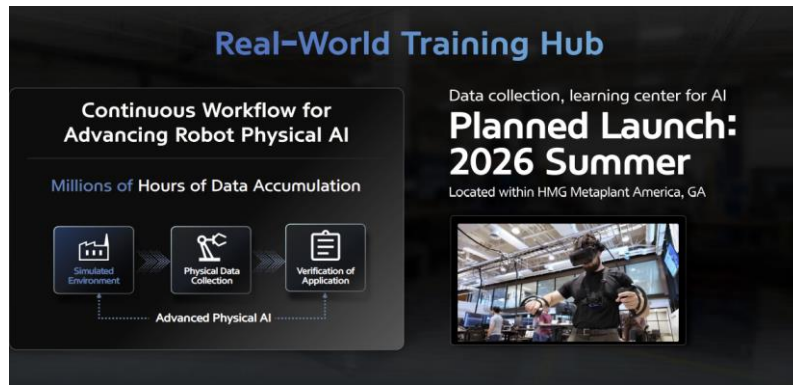 Real-World Training Hub
Continuous Workflow for
Advancing Robot Physical AI
Millions of Hours of Data Accumulation
Simulated
Environment
Physical Data
Collection
Verification of
Application
Advanced Physical AI
Data collection, learning center for AI
Planned Launch:
2026 Summer
Located within HMG Metaplant America, GA